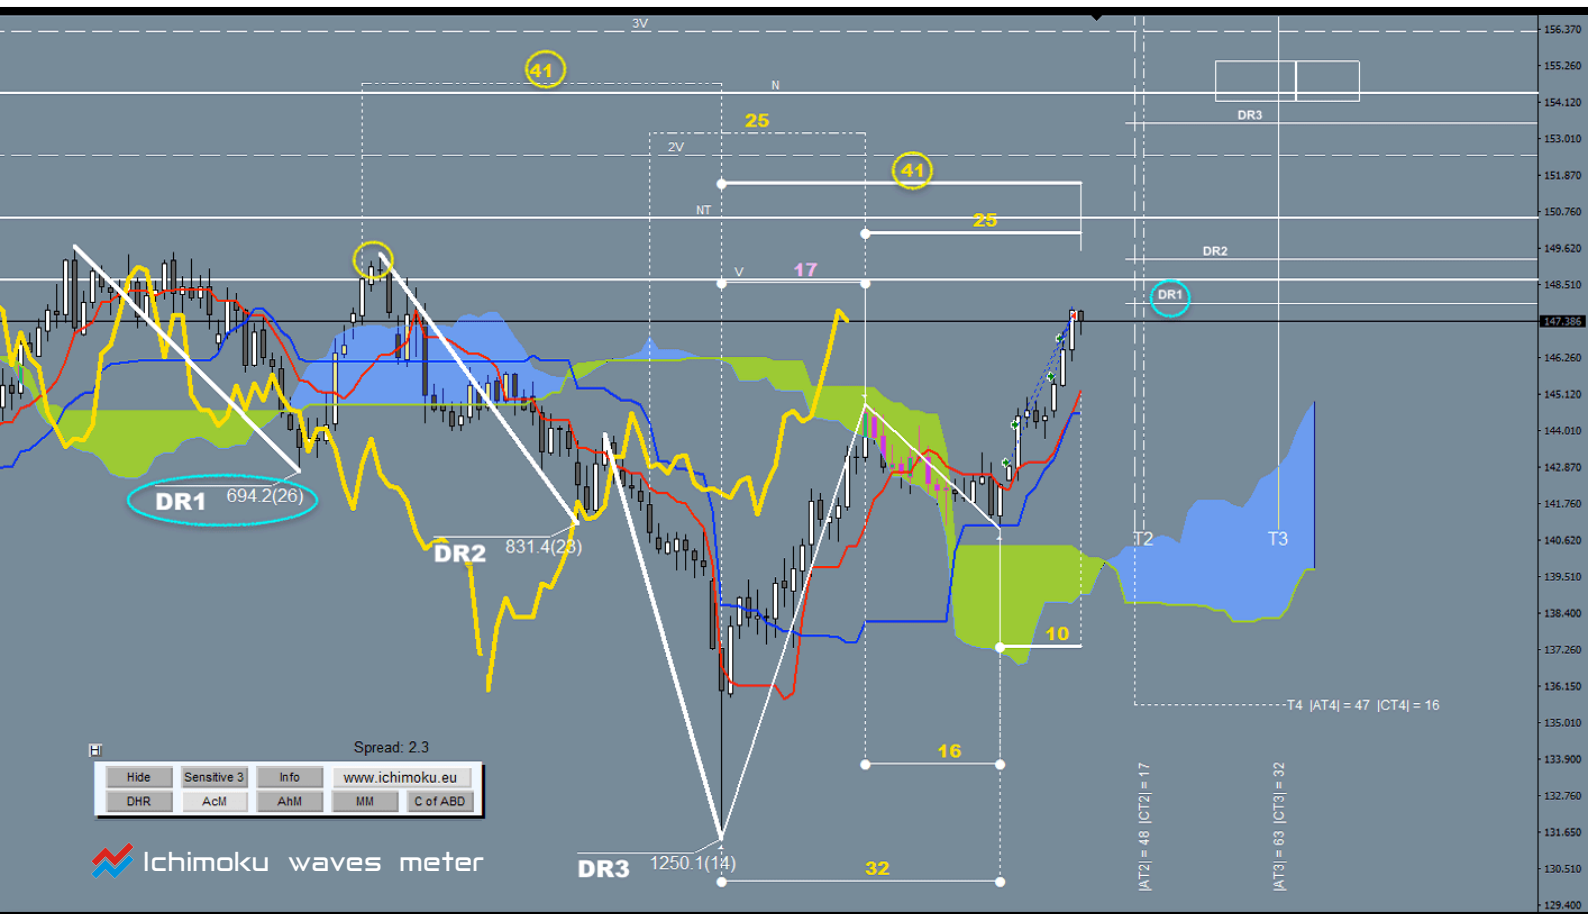 3V
156.370
155.260
41
N
154.120
25
DR3
153.010
2V
41
151.870
NT
25
150.760
DR2
149.620
V
17
148.510
DR1
147.386
146.260
145.120
144.010
142.870
DR1
694.2(26)
141.760
DR2
831.4(23)
T2
T3
140.620
139.510
138.400
10
137.260
136.150
T4 |AT4| = 47 |CT4| = 16
135.010
H
Spread: 2.3
16
133.900
Hide
Sensitive 3
Info
www.ichimoku.eu
DHR
AcM
AhM
MM
C of ABD
132.760
|AT2| = 48 |CT2| = 17
|AT3| = 63 |CT3| = 32
131.650
Ichimoku waves meter
DR3
1250.1(14)
32
130.510
129.400